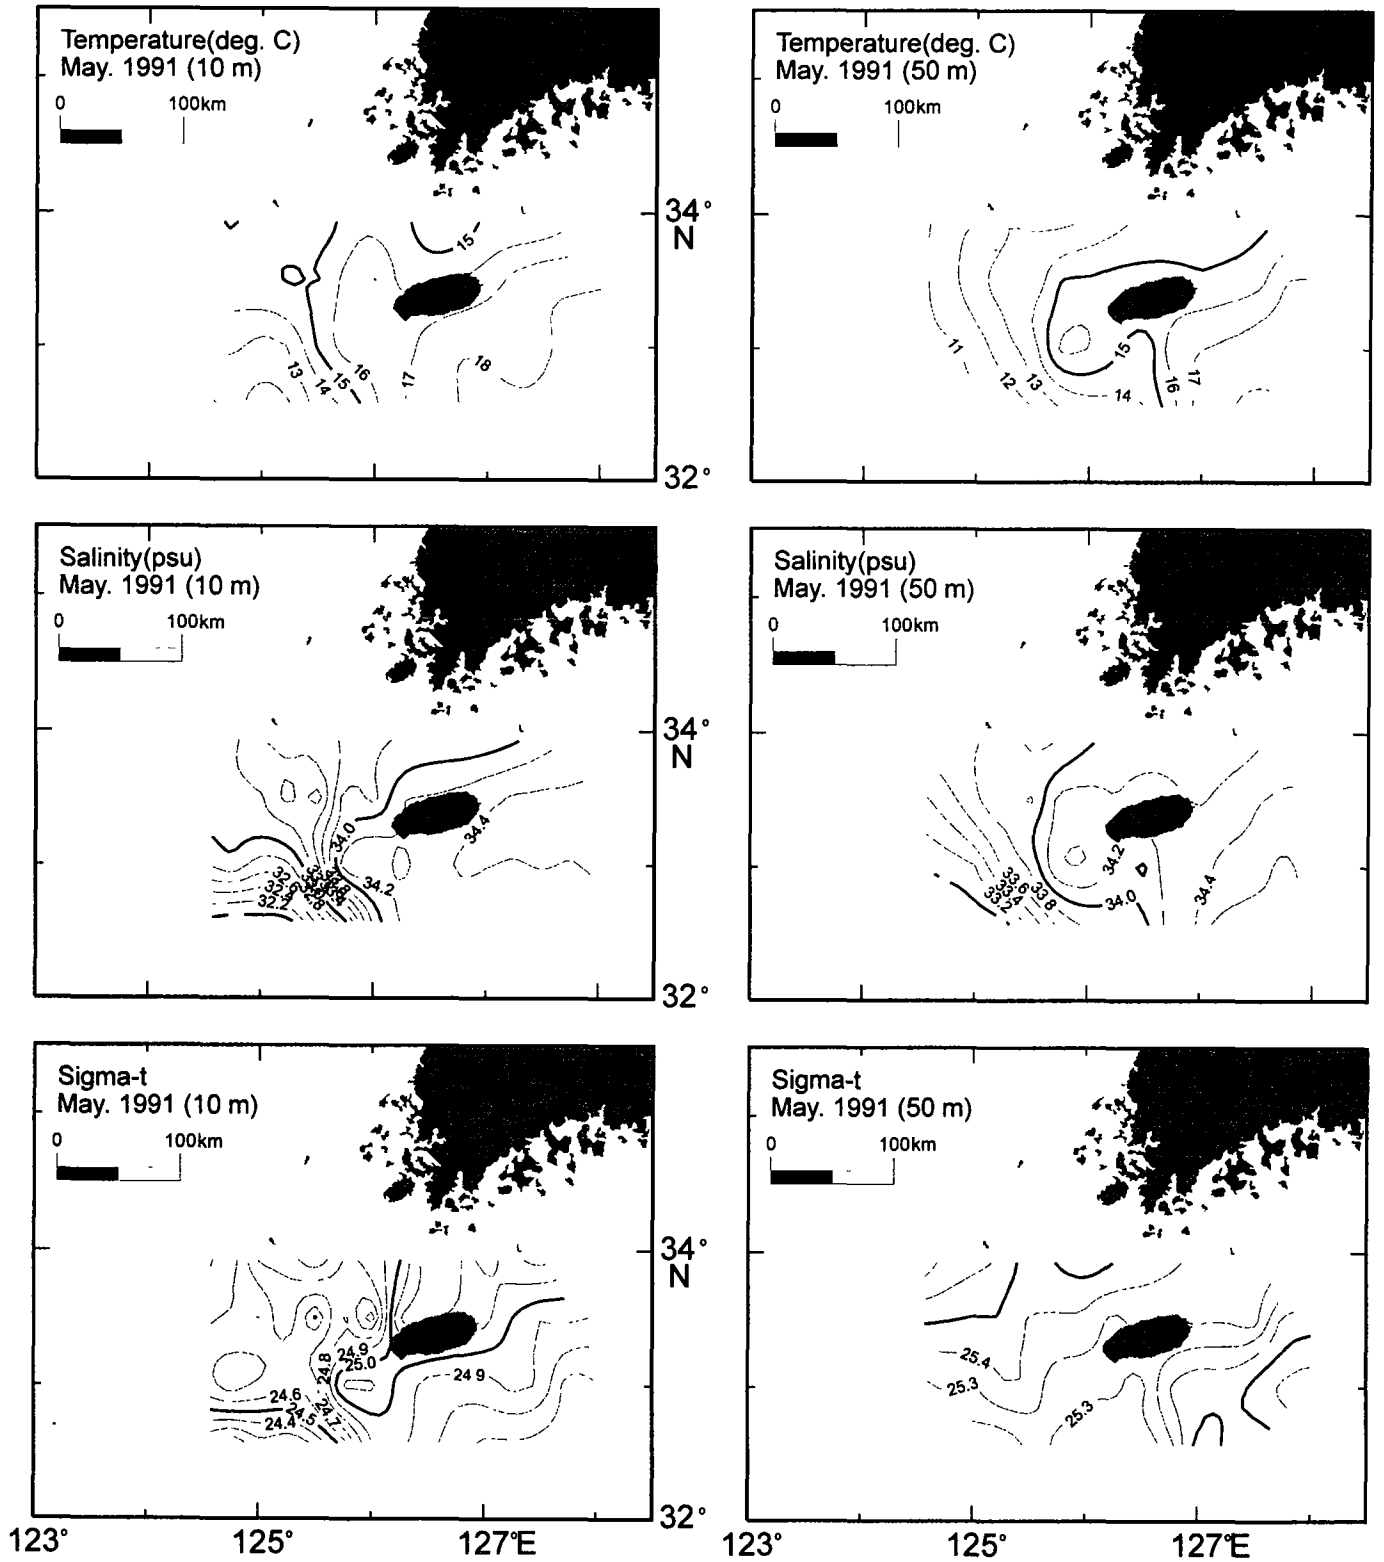 Temperature(deg. C)
May. 1991 (10 m)
0 100km
15
13
14
15
16
17
18
34°
N
32°
Temperature(deg. C)
May. 1991 (50 m)
0 100km
11
12
13
14
15
16
17
Salinity(psu)
May. 1991 (10 m)
0 100km
34.0
34.4
34.2
32.2
34°
N
32°
Salinity(psu)
May. 1991 (50 m)
0 100km
34.2
34.0
34.4
33.8
33.6
33.4
33.2
Sigma-t
May. 1991 (10 m)
0 100km
24.9
25.0
24.8
24.9
24.6
24.5
24.7
24.4
34°
N
32°
123° 125° 127°E
Sigma-t
May. 1991 (50 m)
0 100km
25.4
25.3
25.3
123° 125° 127°E